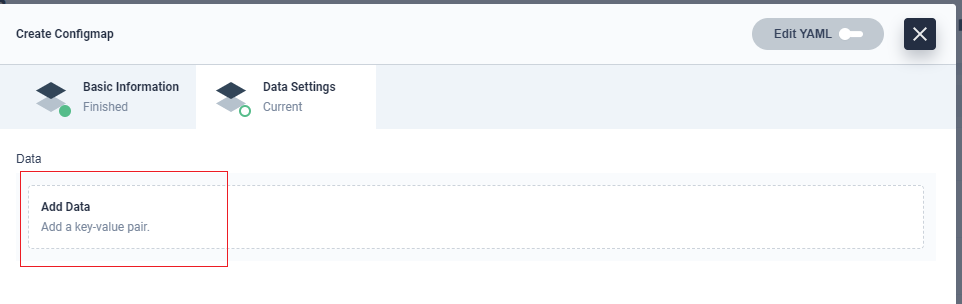 Create Configmap
Edit YAML
Basic Information
Finished
Data Settings
Current
Data
Add Data
Add a key-value pair.